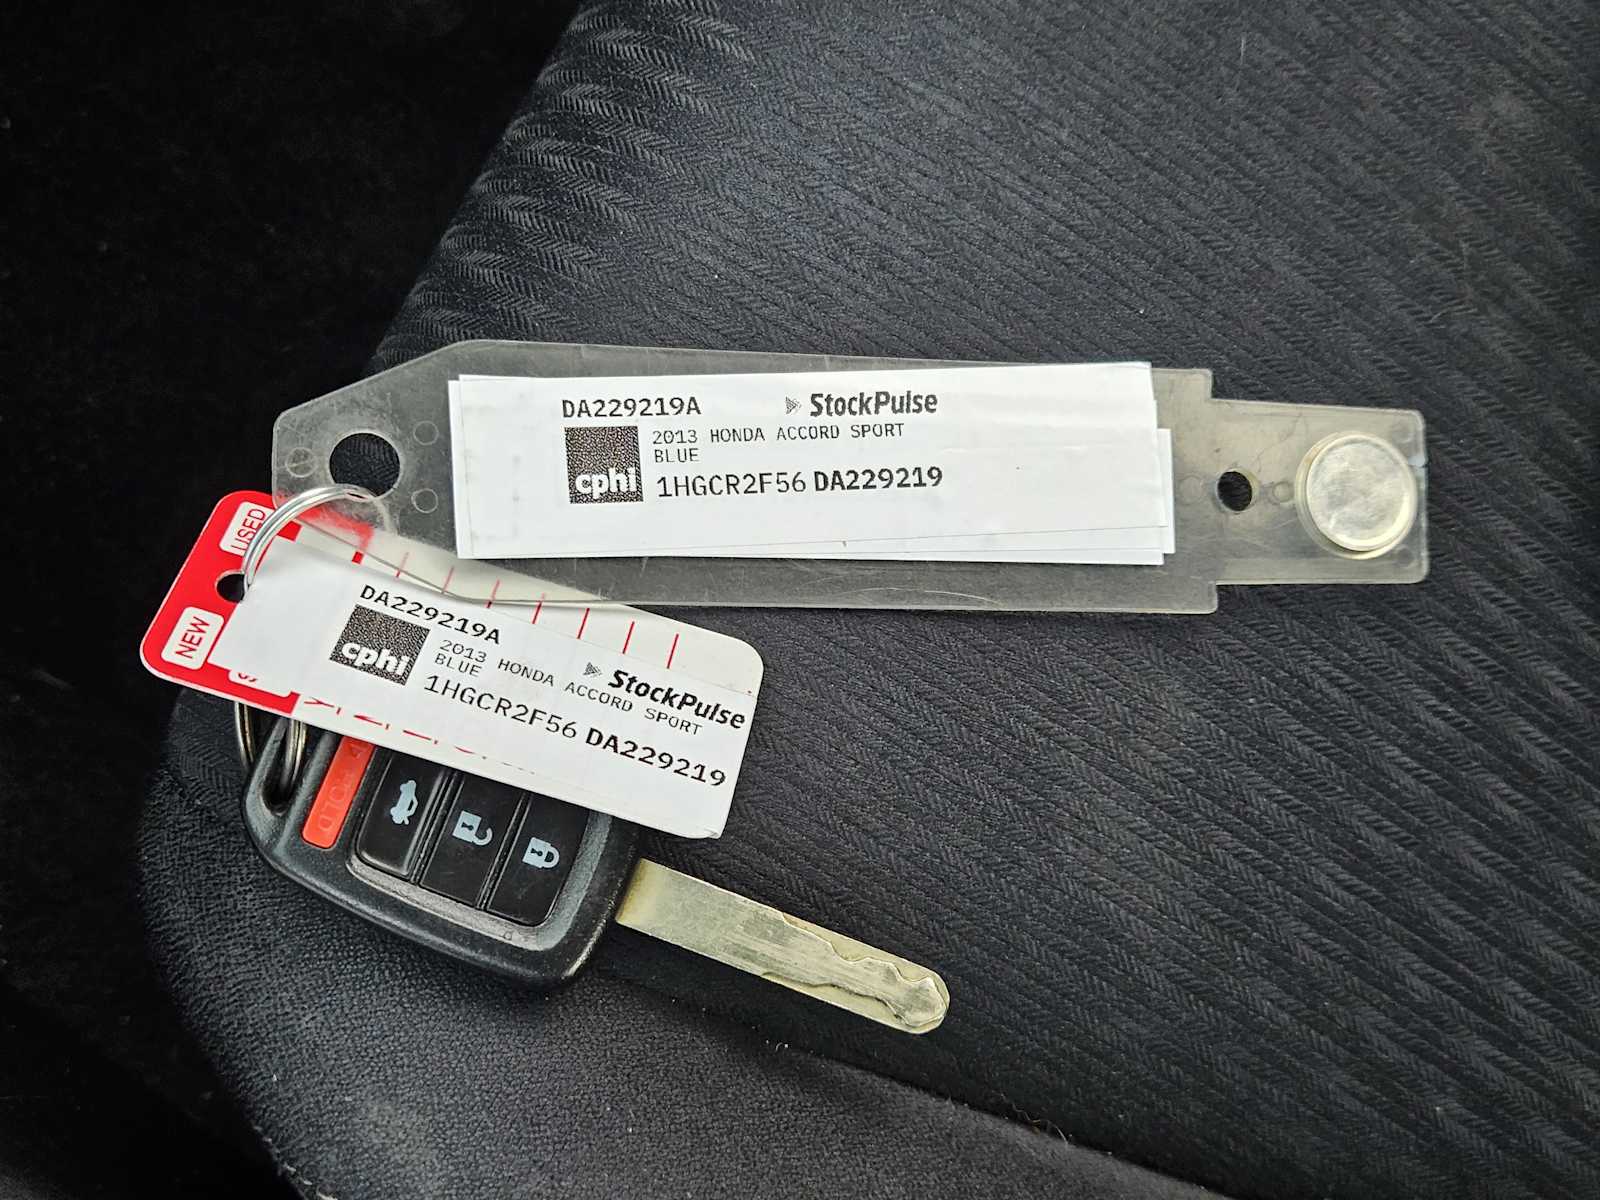 DA229219A
StockPulse
cphi
2013 HONDA ACCORD SPORT
BLUE
1HGCR2F56 DA229219
USED
NEW
DA229219A
StockPulse
cphi
2013 HONDA ACCORD SPORT
BLUE
1HGCR2F56 DA229219